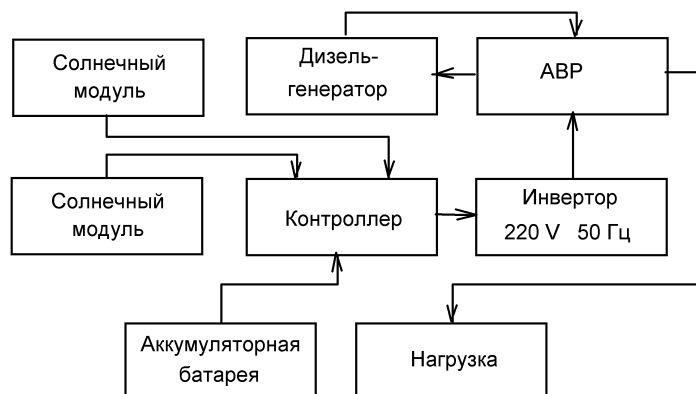 Солнечный
модуль
Дизель-
генератор
АВР
Солнечный
модуль
Контроллер
Инвертор
220 V 50 Гц
Аккумуляторная
батарея
Нагрузка